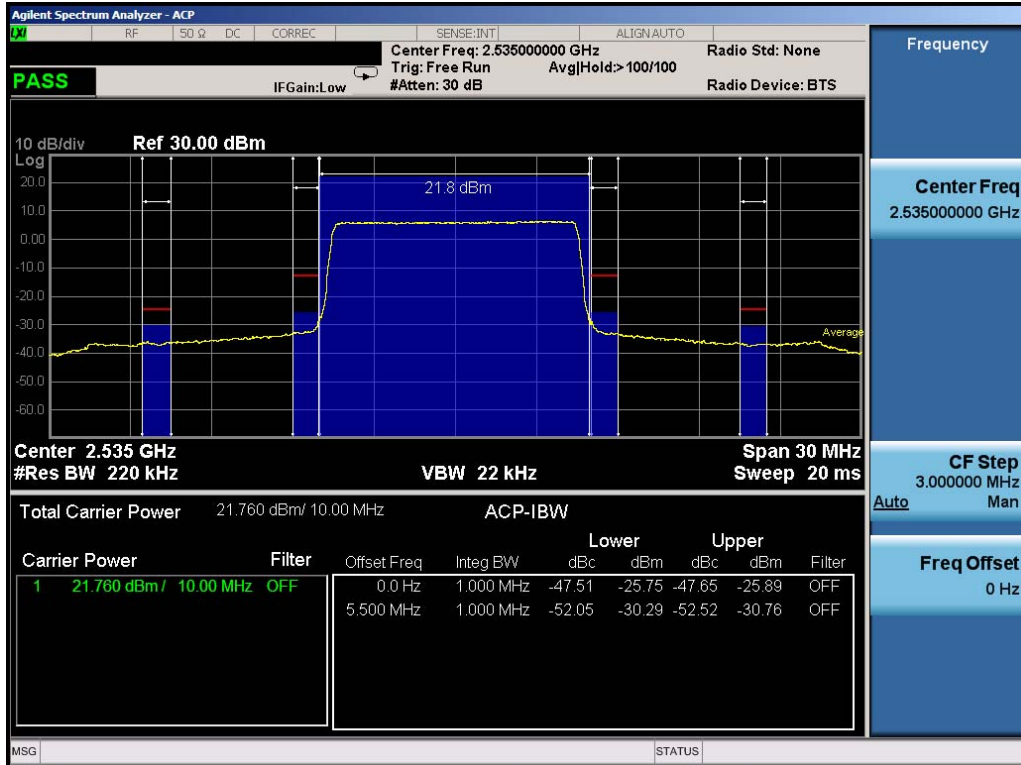 Agilent Spectrum Analyzer - ACP
LXI RF 50 Ω DC CORREC SENSE:INT ALIGN AUTO
Center Freq: 2.535000000 GHz Radio Std: None
Trig: Free Run Avg|Hold:> 100/100
PASS IFGain:Low #Atten: 30 dB Radio Device: BTS
10 dB/div Ref 30.00 dBm
Log
20.0
21.8 dBm
10.0
0.00
-10.0
-20.0
-30.0
Average
-40.0
-50.0
-60.0
Center 2.535 GHz Span 30 MHz
#Res BW 220 kHz VBW 22 kHz Sweep 20 ms
Total Carrier Power 21.760 dBm/ 10.00 MHz ACP-IBW
Lower Upper
Carrier Power Filter Offset Freq Integ BW dBc dBm dBc dBm Filter
1 21.760 dBm / 10.00 MHz OFF 0.0 Hz 1.000 MHz -47.51 -25.75 -47.65 -25.89 OFF
5.500 MHz 1.000 MHz -52.05 -30.29 -52.52 -30.76 OFF
MSG STATUS
Frequency
Center Freq
2.535000000 GHz
CF Step
3.000000 MHz
Auto Man
Freq Offset
0 Hz